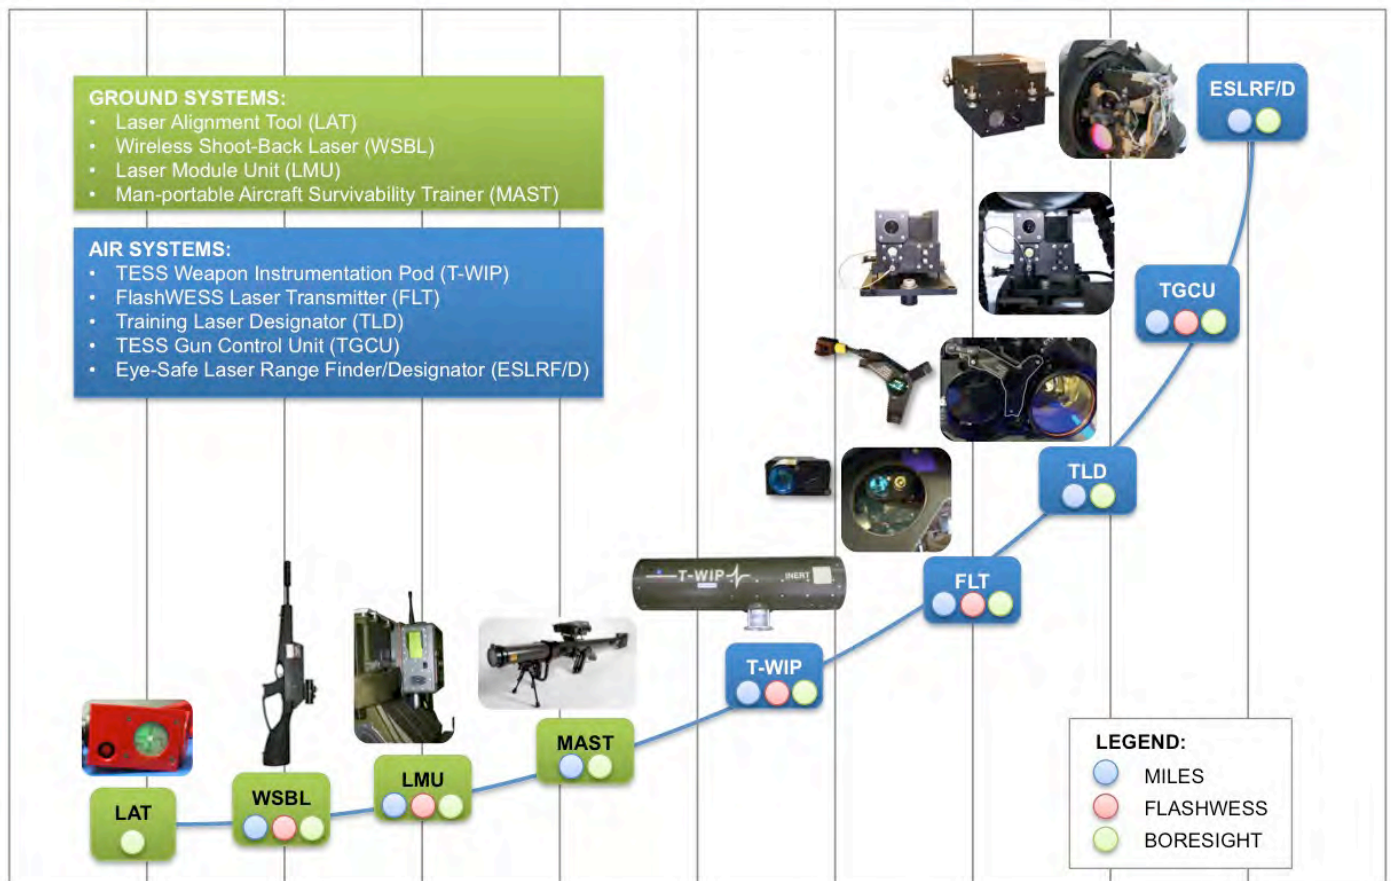 GROUND SYSTEMS:
• Laser Alignment Tool (LAT)
• Wireless Shoot-Back Laser (WSBL)
• Laser Module Unit (LMU)
• Man-portable Aircraft Survivability Trainer (MAST)
AIR SYSTEMS:
• TESS Weapon Instrumentation Pod (T-WIP)
• FlashWESS Laser Transmitter (FLT)
• Training Laser Designator (TLD)
• TESS Gun Control Unit (TGCU)
• Eye-Safe Laser Range Finder/Designator (ESLRF/D)
ESLRF/D
TGCU
TLD
FLT
T-WIP
INERT
T-WIP
MAST
LMU
WSBL
LAT
LEGEND:
MILES
FLASHWESS
BORESIGHT